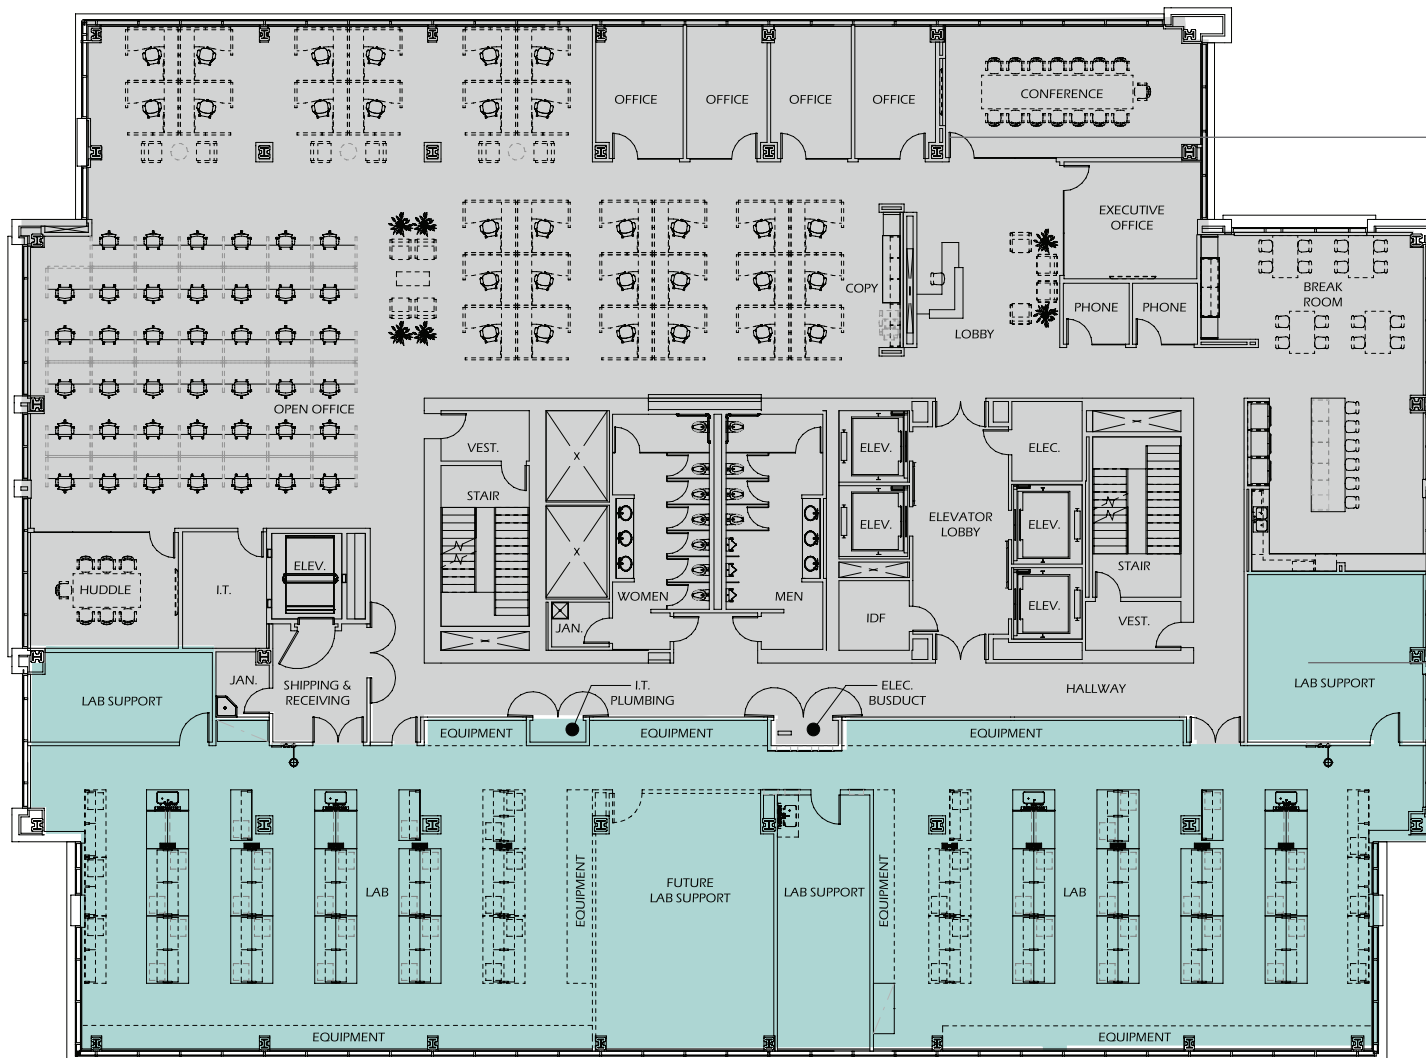 OFFICE
OFFICE
OFFICE
OFFICE
CONFERENCE
EXECUTIVE
OFFICE
COPY
LOBBY
PHONE
PHONE
BREAK
ROOM
OPEN OFFICE
VEST.
STAIR
X
X
ELEV.
ELEV.
ELEVATOR
LOBBY
ELEC.
ELEV.
ELEV.
STAIR
VEST.
HUDDLE
I.T.
ELEV.
WOMEN
MEN
JAN.
IDF
LAB SUPPORT
JAN.
SHIPPING &
RECEIVING
I.T.
PLUMBING
ELEC.
BUSDUCT
HALLWAY
LAB SUPPORT
EQUIPMENT
EQUIPMENT
EQUIPMENT
LAB
EQUIPMENT
FUTURE
LAB SUPPORT
LAB SUPPORT
EQUIPMENT
LAB
EQUIPMENT
EQUIPMENT